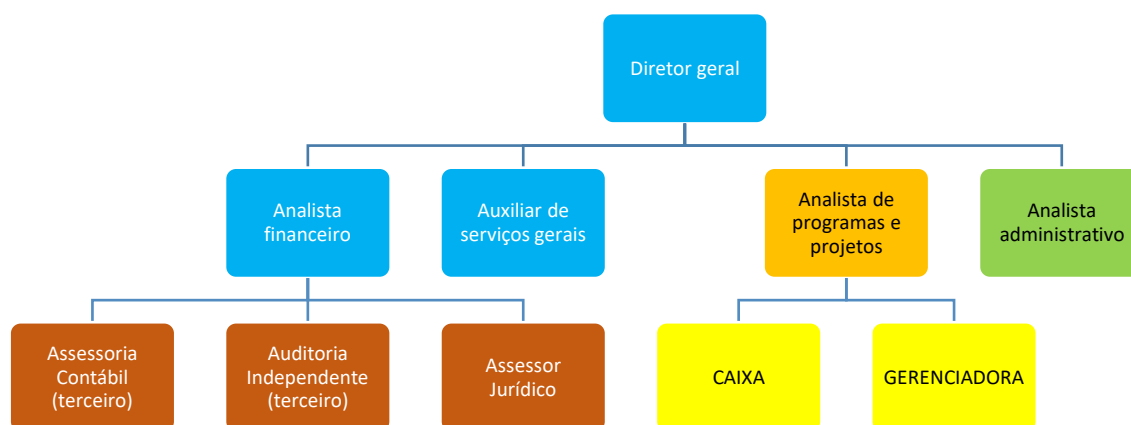 Diretor geral
Analista
financeiro
Auxiliar de
serviços gerais
Analista de
programas e
projetos
Analista
administrativo
Assessoria
Contábil
(terceiro)
Auditoria
Independente
(terceiro)
Assessor
Jurídico
CAIXA
GERENCIADORA